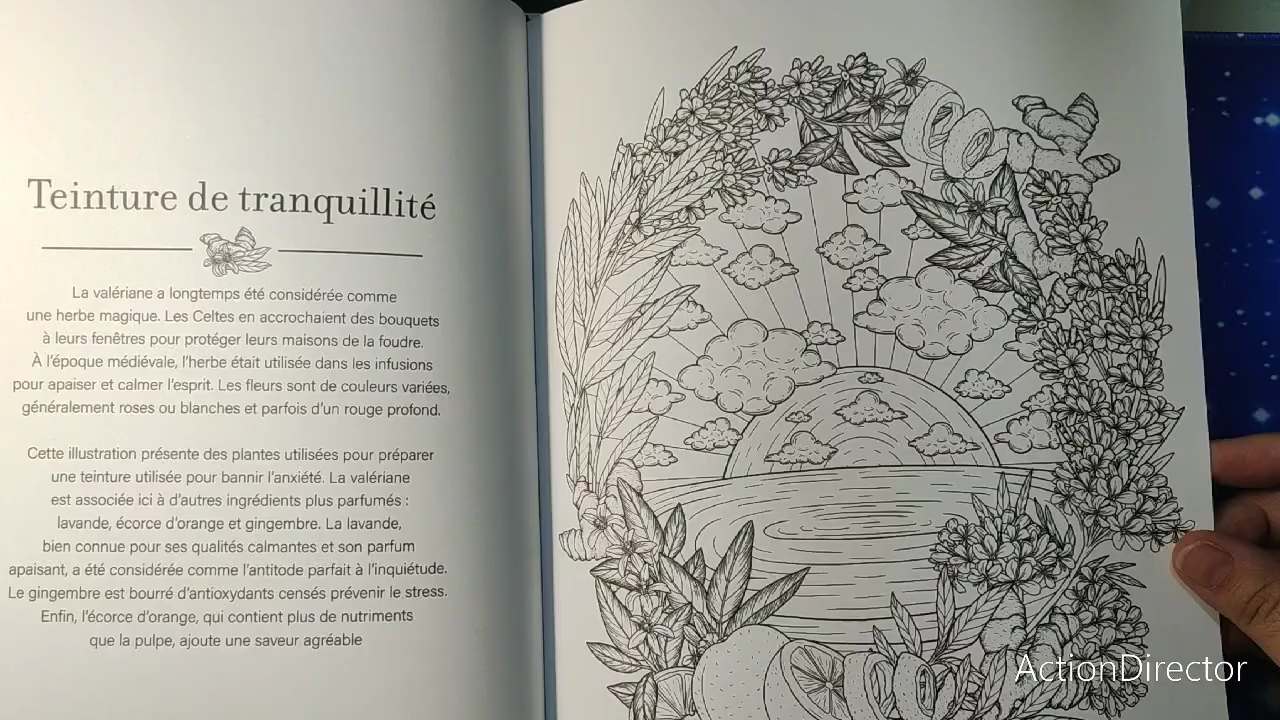 Teinture de tranquillité
La valériane a longtemps été considérée comme
une herbe magique. Les Celtes en accrochaient des bouquets
à leurs fenêtres pour protéger leurs maisons de la foudre.
À l'époque médiévale, l'herbe était utilisée dans les infusions
pour apaiser et calmer l'esprit. Les fleurs sont de couleurs variées,
généralement roses ou blanches et parfois d'un rouge profond.
Cette illustration présente des plantes utilisées pour préparer
une teinture utilisée pour bannir l'anxiété. La valériane
est associée ici à d'autres ingrédients plus parfumés :
lavande, écorce d'orange et gingembre. La lavande,
bien connue pour ses qualités calmantes et son parfum
apaisant, a été considérée comme l'antitode parfait à l'inquiétude.
Le gingembre est bourré d'antioxydants censés prévenir le stress.
Enfin, l'écorce d'orange, qui contient plus de nutriments
que la pulpe, ajoute une saveur agréable
ActionDirector